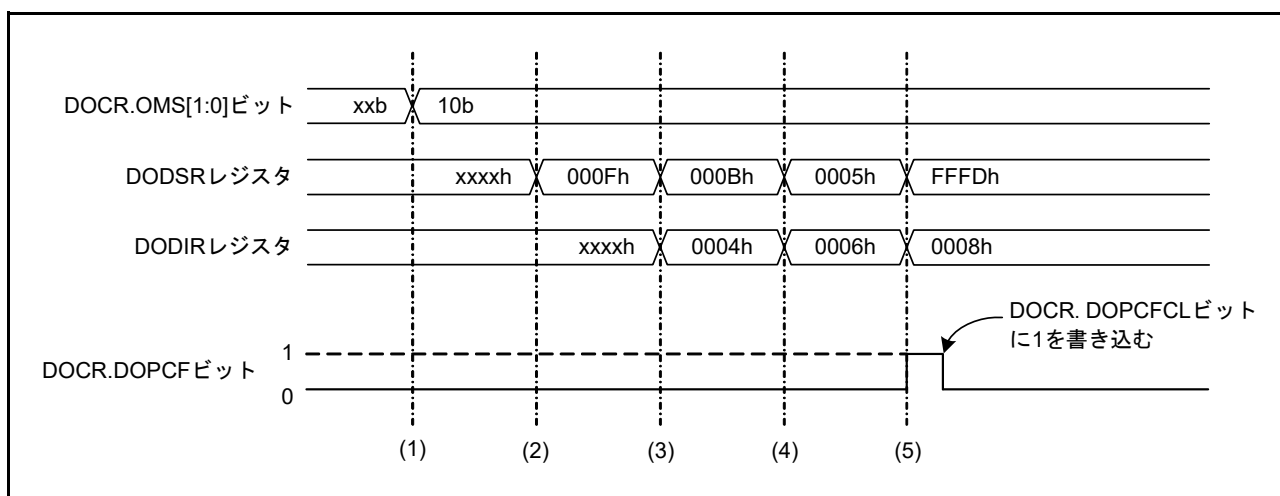 DOCR.OMS[1:0]ビット xxb 10b
DODSRレジスタ xxxxh 000Fh 000Bh 0005h FFFDh
DODIRレジスタ xxxxh 0004h 0006h 0008h
DOCR. DOPCFCLビット
に1を書き込む
DOCR.DOPCFビット 1
0
(1) (2) (3) (4) (5)